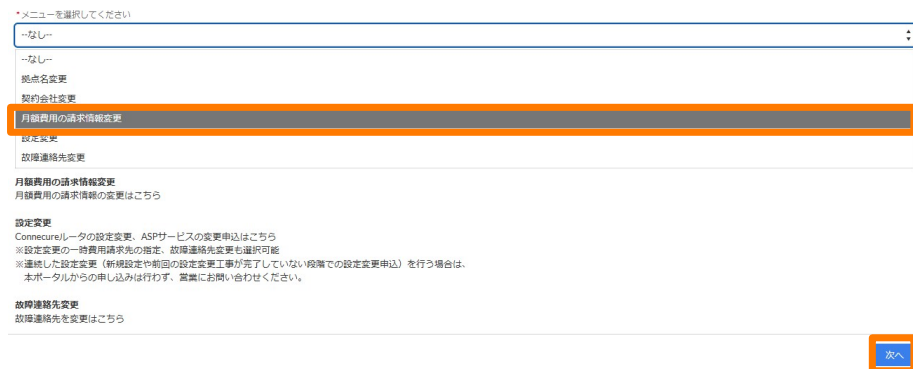 *メニューを選択してください
--なし--
--なし--
拠点名変更
契約会社変更
月額費用の請求情報変更
設定変更
故障連絡先変更
月額費用の請求情報変更
月額費用の請求情報の変更はこちら
設定変更
Connecureルータの設定変更、ASPサービスの変更申込はこちら
※設定変更の一時費用請求先の指定、故障連絡先変更も選択可能
※連続した設定変更（新規設定や前回の設定変更工事が完了していない段階での設定変更申込）を行う場合は、
本ポータルからの申し込みは行わず、営業にお問い合わせください。
故障連絡先変更
故障連絡先を変更はこちら
次へ